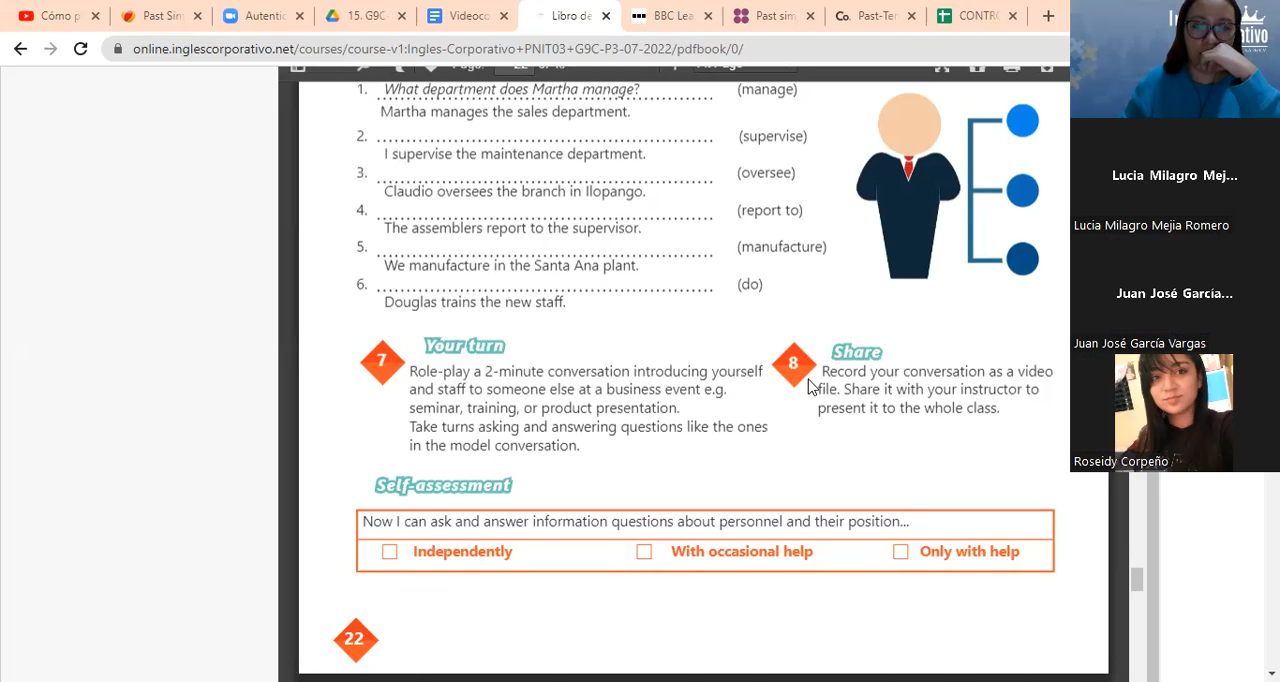 Cómo p
Past Sim
Autentic
15. G9C
Videoco
Libro de
BBC Lea
Past sim
Past-Ter
CONTRO
online.inglescorporativo.net/courses/course-v1:Ingles-Corporativo+PNIT03+G9C-P3-07-2022/pdfbook/0/
1. What department does Martha manage? (manage)
Martha manages the sales department.
2. (supervise)
I supervise the maintenance department.
3. (oversee)
Claudio oversees the branch in Ilopango.
4. (report to)
The assemblers report to the supervisor.
5. (manufacture)
We manufacture in the Santa Ana plant.
6. (do)
Douglas trains the new staff.
7 Your turn
Role-play a 2-minute conversation introducing yourself
and staff to someone else at a business event e.g.
seminar, training, or product presentation.
Take turns asking and answering questions like the ones
in the model conversation.
8 Share
Record your conversation as a video
file. Share it with your instructor to
present it to the whole class.
Self-assessment
Now I can ask and answer information questions about personnel and their position...
Independently With occasional help Only with help
22
Lucia Milagro Mej...
Lucia Milagro Mejia Romero
Juan José García...
Juan José García Vargas
Roseidy Corpeño